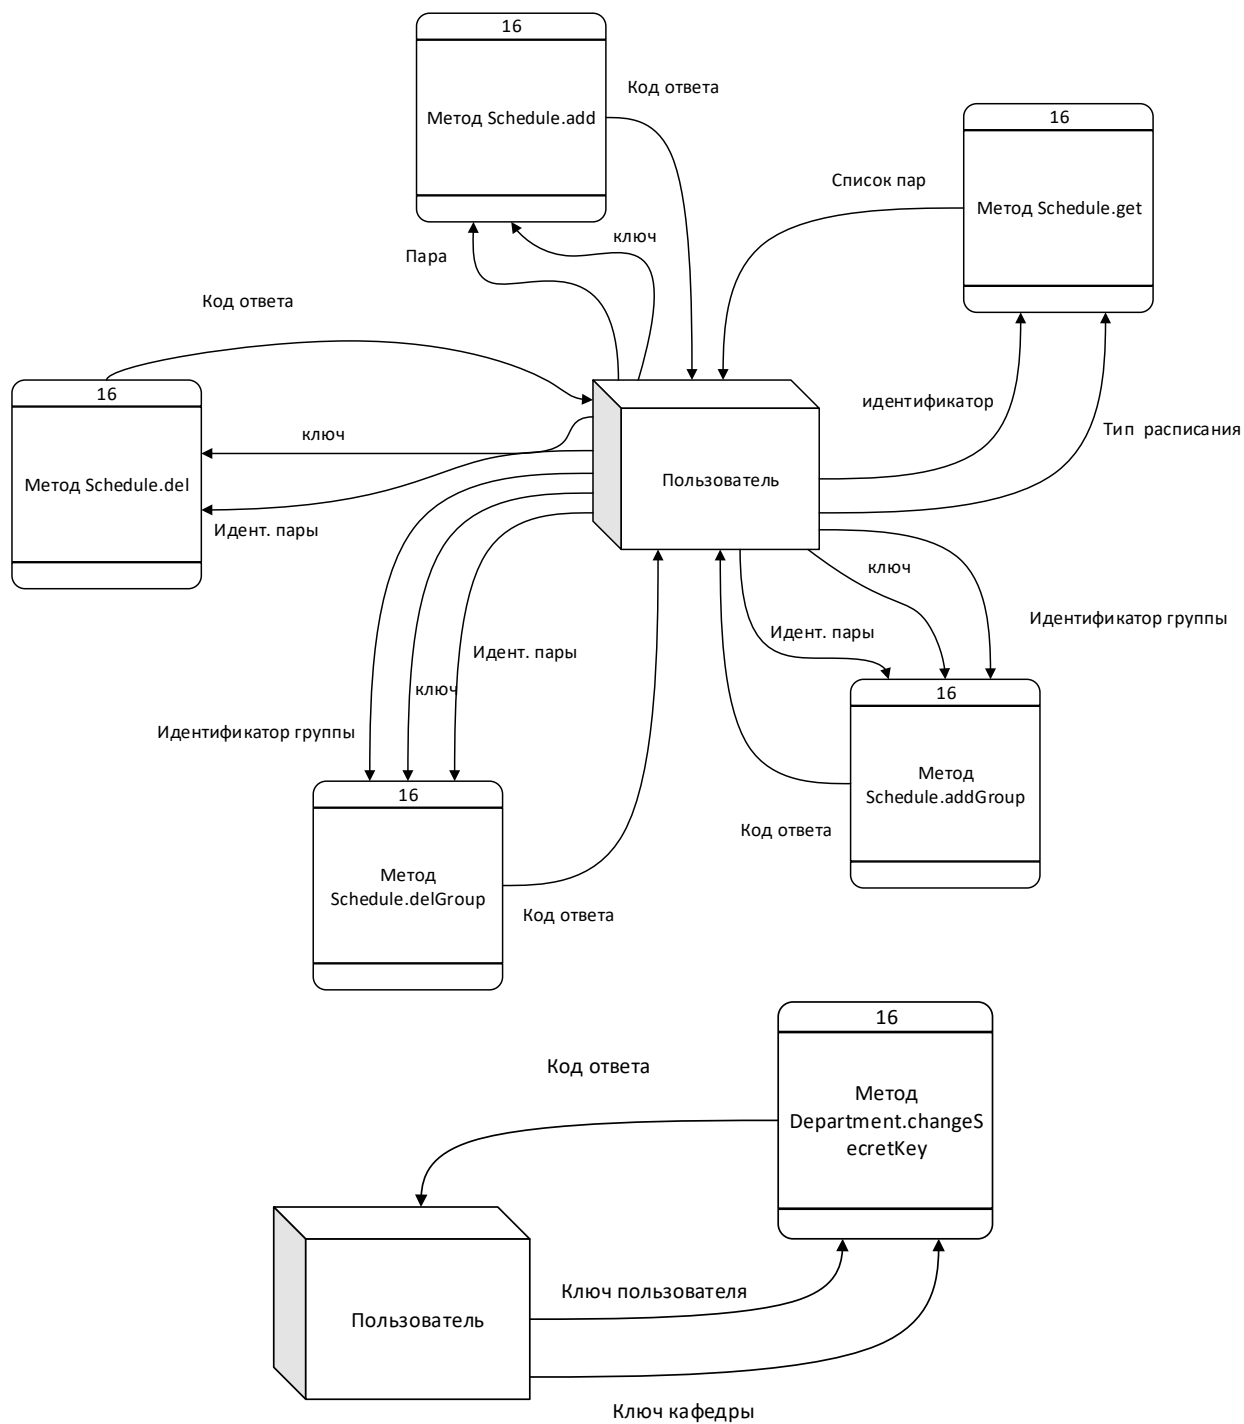 16
Метод Schedule.add
Код ответа
16
Метод Schedule.get
Список пар
ключ
Пара
Код ответа
16
Метод Schedule.del
ключ
Идент. пары
идентификатор
Тип расписания
Пользователь
ключ
Идентификатор группы
Идент. пары
Идент. пары
ключ
Идентификатор группы
16
Метод
Schedule.addGroup
Код ответа
16
Метод
Schedule.delGroup
Код ответа
16
Метод
Department.changeS
ecretKey
Код ответа
Пользователь
Ключ пользователя
Ключ кафедры